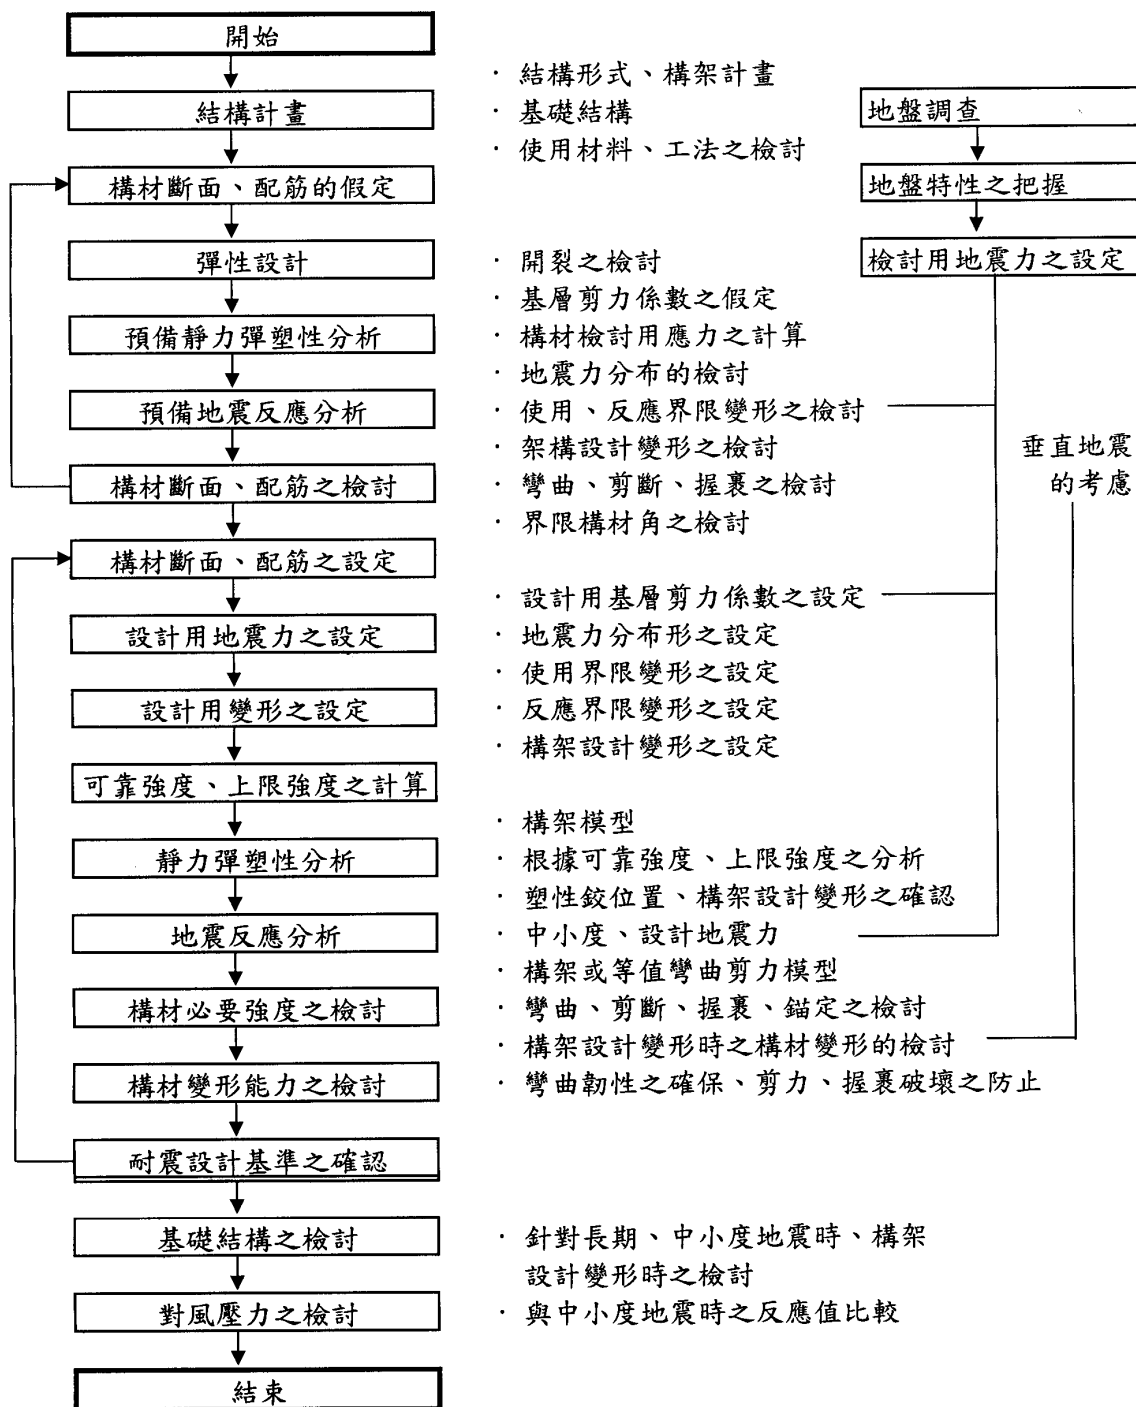 開始
結構計畫
構材斷面、配筋的假定
彈性設計
預備靜力彈塑性分析
預備地震反應分析
構材斷面、配筋之檢討
構材斷面、配筋之設定
設計用地震力之設定
設計用變形之設定
可靠強度、上限強度之計算
靜力彈塑性分析
地震反應分析
構材必要強度之檢討
構材變形能力之檢討
耐震設計基準之確認
基礎結構之檢討
對風壓力之檢討
結束
· 結構形式、構架計畫
· 基礎結構
· 使用材料、工法之檢討
· 開裂之檢討
· 基層剪力係數之假定
· 構材檢討用應力之計算
· 地震力分布的檢討
· 使用、反應界限變形之檢討
· 架構設計變形之檢討
· 彎曲、剪斷、握裹之檢討
· 界限構材角之檢討
· 設計用基層剪力係數之設定
· 地震力分布形之設定
· 使用界限變形之設定
· 反應界限變形之設定
· 構架設計變形之設定
· 構架模型
· 根據可靠強度、上限強度之分析
· 塑性鉸位置、構架設計變形之確認
· 中小度、設計地震力
· 構架或等值彎曲剪力模型
· 彎曲、剪斷、握裹、錨定之檢討
· 構架設計變形時之構材變形的檢討
· 彎曲韌性之確保、剪力、握裹破壞之防止
· 針對長期、中小度地震時、構架
設計變形時之檢討
· 與中小度地震時之反應值比較
地盤調查
地盤特性之把握
檢討用地震力之設定
垂直地震
的考慮